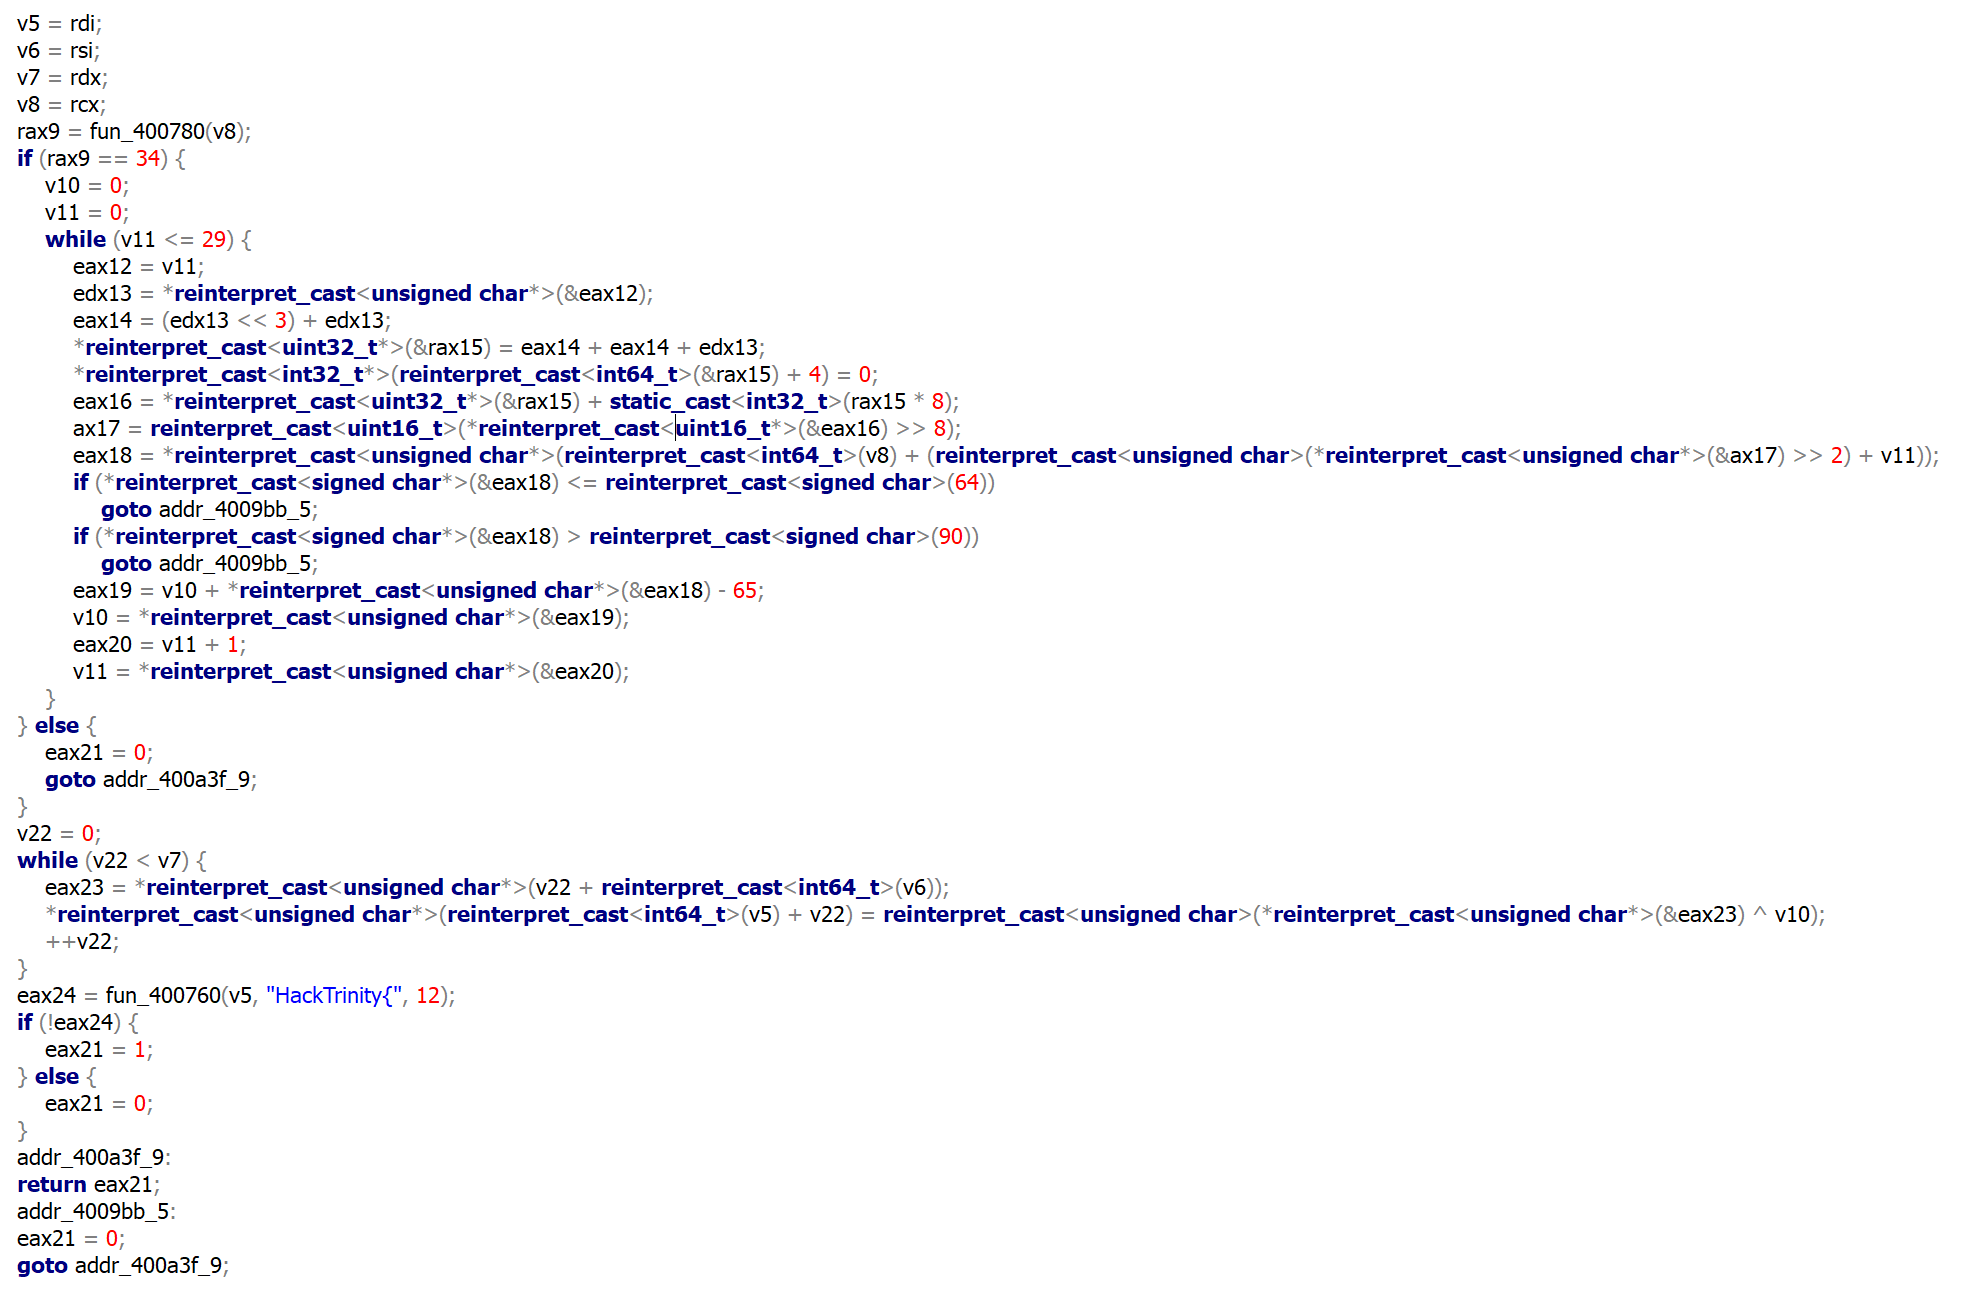 v5 = rdi;
v6 = rsi;
v7 = rdx;
v8 = rcx;
rax9 = fun_400780(v8);
if (rax9 == 34) {
v10 = 0;
v11 = 0;
while (v11 <= 29) {
eax12 = v11;
edx13 = *reinterpret_cast<unsigned char*>(&eax12);
eax14 = (edx13 << 3) + edx13;
*reinterpret_cast<uint32_t*>(&rax15) = eax14 + eax14 + edx13;
*reinterpret_cast<int32_t*>(reinterpret_cast<int64_t>(&rax15) + 4) = 0;
eax16 = *reinterpret_cast<uint32_t*>(&rax15) + static_cast<int32_t>(rax15 * 8);
ax17 = reinterpret_cast<uint16_t>(*reinterpret_cast<uint16_t*>(&eax16) >> 8);
eax18 = *reinterpret_cast<unsigned char*>(reinterpret_cast<int64_t>(v8) + (reinterpret_cast<unsigned char>(*reinterpret_cast<unsigned char*>(&ax17) >> 2) + v11));
if (*reinterpret_cast<signed char*>(&eax18) <= reinterpret_cast<signed char>(64))
goto addr_4009bb_5;
if (*reinterpret_cast<signed char*>(&eax18) > reinterpret_cast<signed char>(90))
goto addr_4009bb_5;
eax19 = v10 + *reinterpret_cast<unsigned char*>(&eax18) - 65;
v10 = *reinterpret_cast<unsigned char*>(&eax19);
eax20 = v11 + 1;
v11 = *reinterpret_cast<unsigned char*>(&eax20);
}
} else {
eax21 = 0;
goto addr_400a3f_9;
}
v22 = 0;
while (v22 < v7) {
eax23 = *reinterpret_cast<unsigned char*>(v22 + reinterpret_cast<int64_t>(v6));
*reinterpret_cast<unsigned char*>(reinterpret_cast<int64_t>(v5) + v22) = reinterpret_cast<unsigned char>(*reinterpret_cast<unsigned char*>(&eax23) ^ v10);
++v22;
}
eax24 = fun_400760(v5, "HackTrinity{", 12);
if (!eax24) {
eax21 = 1;
} else {
eax21 = 0;
}
addr_400a3f_9:
return eax21;
addr_4009bb_5:
eax21 = 0;
goto addr_400a3f_9;